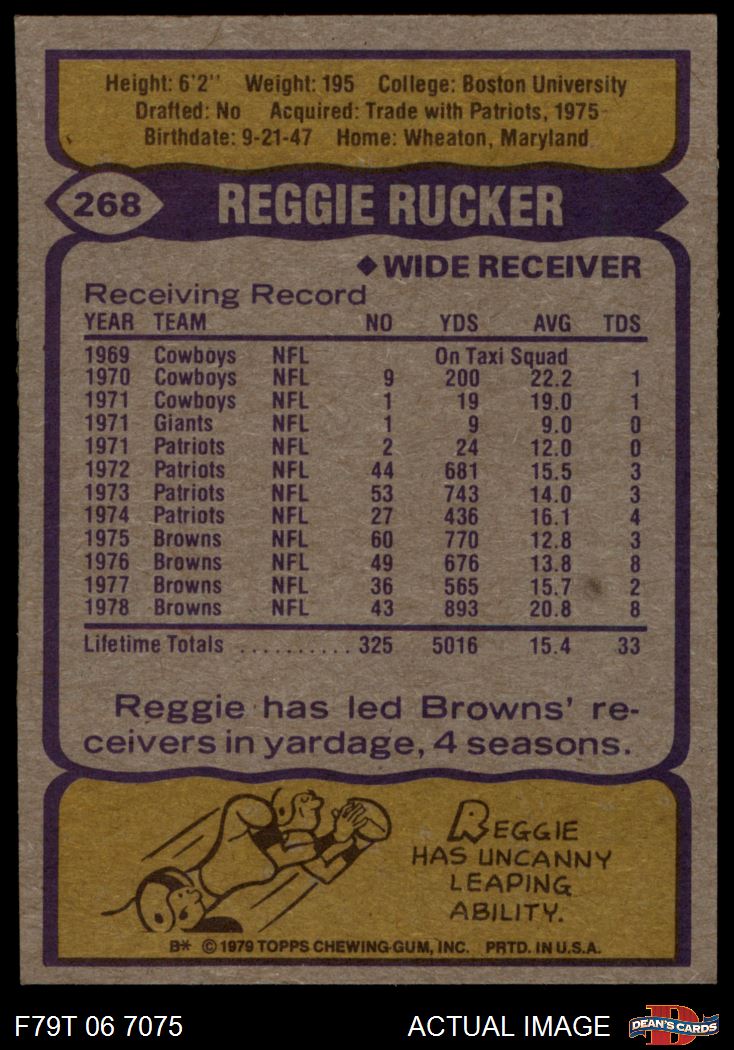 Height: 6'2" Weight: 195 College: Boston University
Drafted: No Acquired: Trade with Patriots, 1975
Birthdate: 9-21-47 Home: Wheaton, Maryland
268 REGGIE RUCKER
◆WIDE RECEIVER
Receiving Record
YEAR TEAM NO YDS AVG TDS
1969 Cowboys NFL On Taxi Squad
1970 Cowboys NFL 9 200 22.2 1
1971 Cowboys NFL 1 19 19.0 1
1971 Giants NFL 1 9 9.0 0
1971 Patriots NFL 2 24 12.0 0
1972 Patriots NFL 44 681 15.5 3
1973 Patriots NFL 53 743 14.0 3
1974 Patriots NFL 27 436 16.1 4
1975 Browns NFL 60 770 12.8 3
1976 Browns NFL 49 676 13.8 8
1977 Browns NFL 36 565 15.7 2
1978 Browns NFL 43 893 20.8 8
Lifetime Totals .......... 325 5016 15.4 33
Reggie has led Browns' re-
ceivers in yardage, 4 seasons.
REGGIE
HAS UNCANNY
LEAPING
ABILITY.
B* © 1979 TOPPS CHEWING GUM, INC. PRTD. IN U.S.A.
F79T 06 7075 ACTUAL IMAGE DEAN'S CARDS